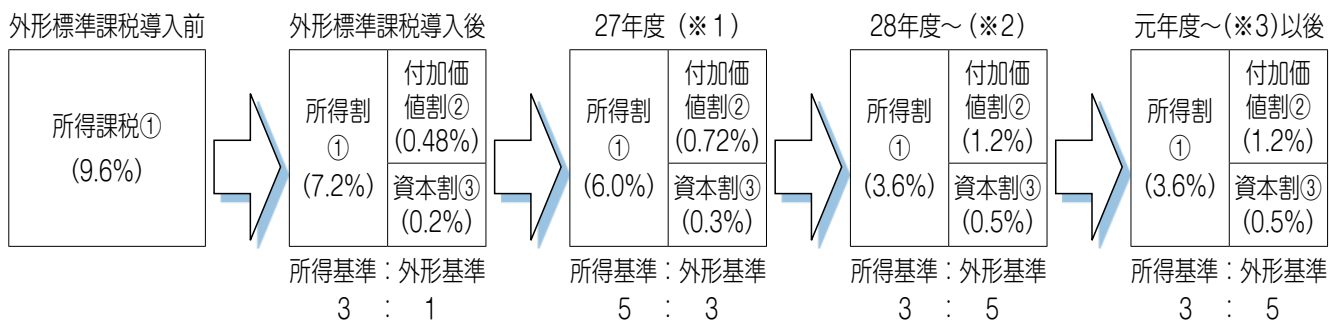 外形標準課税導入前
所得課税①
(9.6%)
外形標準課税導入後
所得割
①
(7.2%)
付加価
値割②
(0.48%)
資本割③
(0.2%)
所得基準：外形基準
3 : 1
27年度（※1）
所得割
①
(6.0%)
付加価
値割②
(0.72%)
資本割③
(0.3%)
所得基準：外形基準
5 : 3
28年度～（※2）
所得割
①
(3.6%)
付加価
値割②
(1.2%)
資本割③
(0.5%)
所得基準：外形基準
3 : 5
元年度～(※3)以後
所得割
①
(3.6%)
付加価
値割②
(1.2%)
資本割③
(0.5%)
所得基準：外形基準
3 : 5